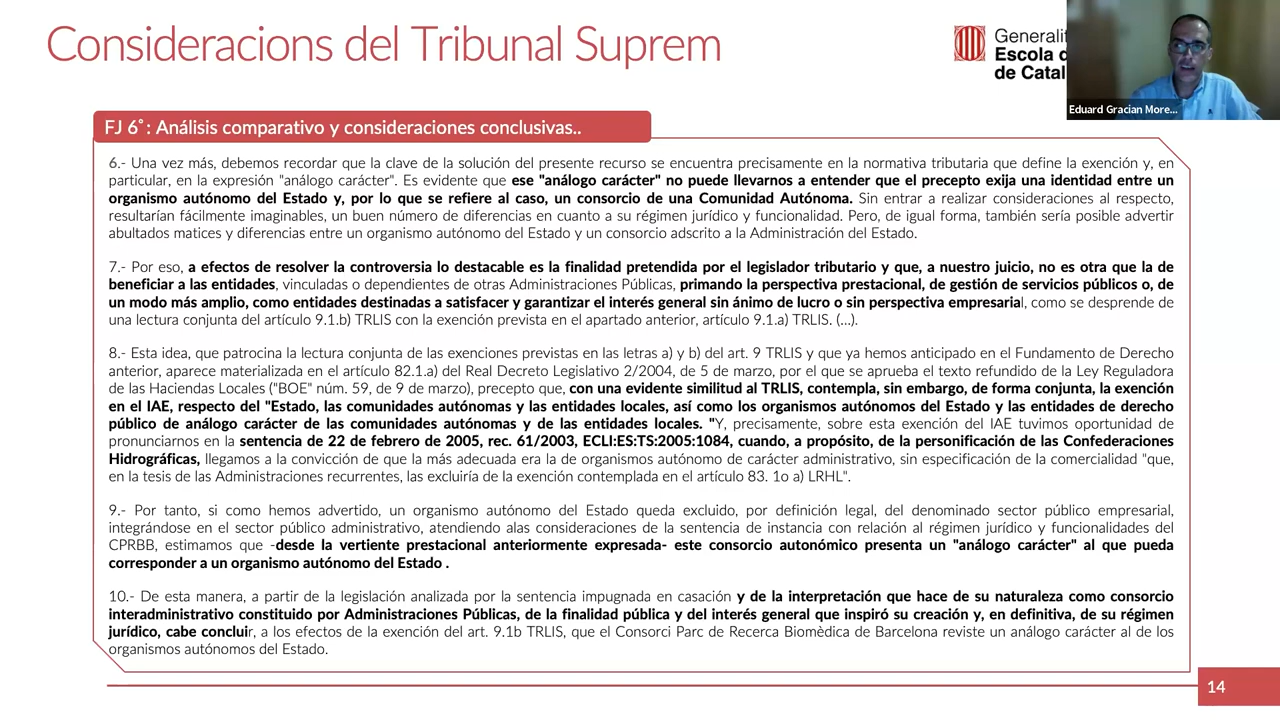 Consideracions del Tribunal Suprem
Generalit
Escola d
de Catal
Eduard Gracian More...
FJ 6º: Análisis comparativo y consideraciones conclusivas..
6.- Una vez más, debemos recordar que la clave de la solución del presente recurso se encuentra precisamente en la normativa tributaria que define la exención y, en
particular, en la expresión "análogo carácter". Es evidente que ese "análogo carácter" no puede llevarnos a entender que el precepto exija una identidad entre un
organismo autónomo del Estado y, por lo que se refiere al caso, un consorcio de una Comunidad Autónoma. Sin entrar a realizar consideraciones al respecto,
resultarían fácilmente imaginables, un buen número de diferencias en cuanto a su régimen jurídico y funcionalidad. Pero, de igual forma, también sería posible advertir
abultados matices y diferencias entre un organismo autónomo del Estado y un consorcio adscrito a la Administración del Estado.
7.- Por eso, a efectos de resolver la controversia lo destacable es la finalidad pretendida por el legislador tributario y que, a nuestro juicio, no es otra que la de
beneficiar a las entidades, vinculadas o dependientes de otras Administraciones Públicas, primando la perspectiva prestacional, de gestión de servicios públicos o, de
un modo más amplio, como entidades destinadas a satisfacer y garantizar el interés general sin ánimo de lucro o sin perspectiva empresarial, como se desprende de
una lectura conjunta del artículo 9.1.b) TRLIS con la exención prevista en el apartado anterior, artículo 9.1.a) TRLIS. (...).
8.- Esta idea, que patrocina la lectura conjunta de las exenciones previstas en las letras a) y b) del art. 9 TRLIS y que ya hemos anticipado en el Fundamento de Derecho
anterior, aparece materializada en el artículo 82.1.a) del Real Decreto Legislativo 2/2004, de 5 de marzo, por el que se aprueba el texto refundido de la Ley Reguladora
de las Haciendas Locales ("BOE" núm. 59, de 9 de marzo), precepto que, con una evidente similitud al TRLIS, contempla, sin embargo, de forma conjunta, la exención
en el IAE, respecto del "Estado, las comunidades autónomas y las entidades locales, así como los organismos autónomos del Estado y las entidades de derecho
público de análogo carácter de las comunidades autónomas y de las entidades locales. "Y, precisamente, sobre esta exención del IAE tuvimos oportunidad de
pronunciarnos en la sentencia de 22 de febrero de 2005, rec. 61/2003, ECLI:ES:TS:2005:1084, cuando, a propósito, de la personificación de las Confederaciones
Hidrográficas, llegamos a la convicción de que la más adecuada era la de organismos autónomo de carácter administrativo, sin especificación de la comercialidad "que,
en la tesis de las Administraciones recurrentes, las excluiría de la exención contemplada en el artículo 83. 1o a) LRHL".
9.- Por tanto, si como hemos advertido, un organismo autónomo del Estado queda excluido, por definición legal, del denominado sector público empresarial,
integrándose en el sector público administrativo, atendiendo alas consideraciones de la sentencia de instancia con relación al régimen jurídico y funcionalidades del
CPRBB, estimamos que -desde la vertiente prestacional anteriormente expresada- este consorcio autonómico presenta un "análogo carácter" al que pueda
corresponder a un organismo autónomo del Estado .
10.- De esta manera, a partir de la legislación analizada por la sentencia impugnada en casación y de la interpretación que hace de su naturaleza como consorcio
interadministrativo constituido por Administraciones Públicas, de la finalidad pública y del interés general que inspiró su creación y, en definitiva, de su régimen
jurídico, cabe concluir, a los efectos de la exención del art. 9.1b TRLIS, que el Consorci Parc de Recerca Biomèdica de Barcelona reviste un análogo carácter al de los
organismos autónomos del Estado.
14